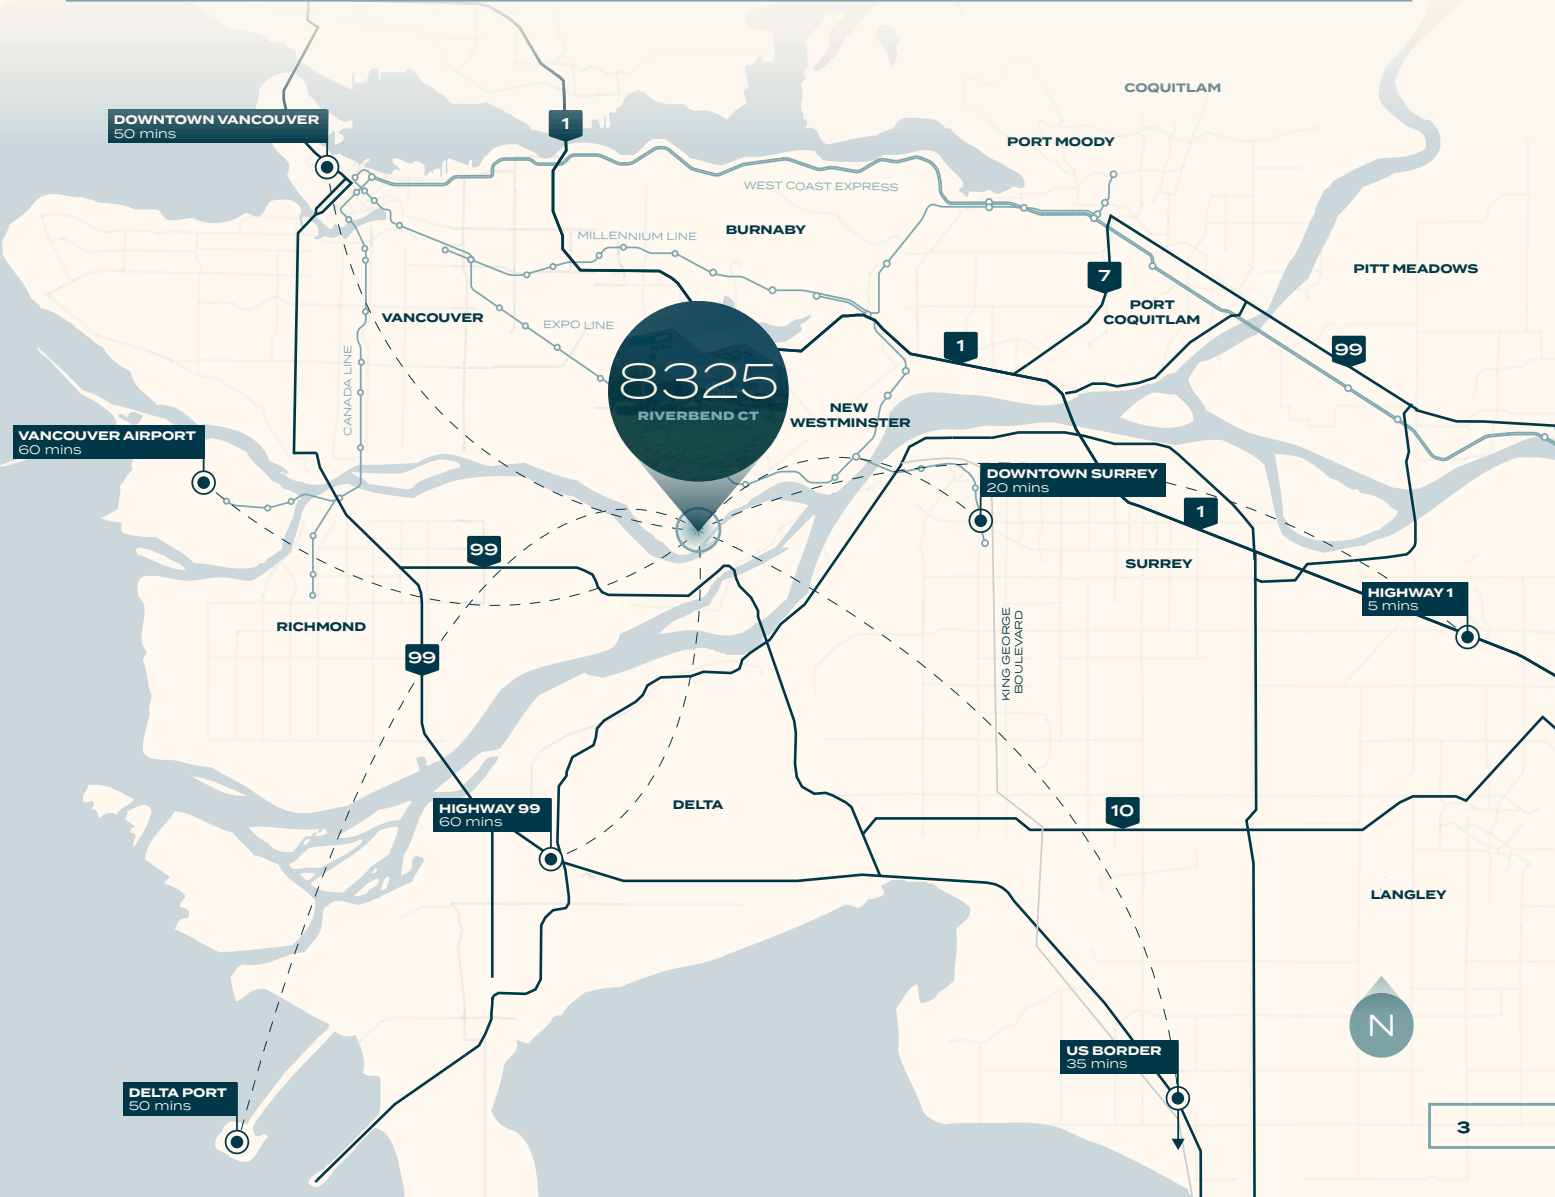 COQUITLAM
DOWNTOWN VANCOUVER
50 mins
1
PORT MOODY
WEST COAST EXPRESS
MILLENNIUM LINE
BURNABY
7
PITT MEADOWS
PORT
COQUITLAM
VANCOUVER
EXPO LINE
1
99
CANADA LINE
8325
RIVERBEND CT
NEW
WESTMINSTER
VANCOUVER AIRPORT
60 mins
DOWNTOWN SURREY
20 mins
1
99
SURREY
HIGHWAY 1
5 mins
RICHMOND
KING GEORGE
BOULEVARD
99
HIGHWAY 99
60 mins
DELTA
10
LANGLEY
N
US BORDER
35 mins
DELTA PORT
50 mins
3